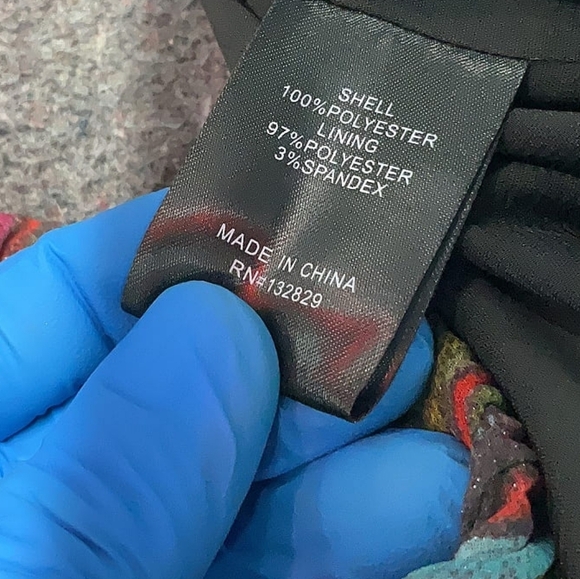 SHELL
100%POLYESTER
LINING
97%POLYESTER
3%SPANDEX
MADE IN CHINA
RN#132829